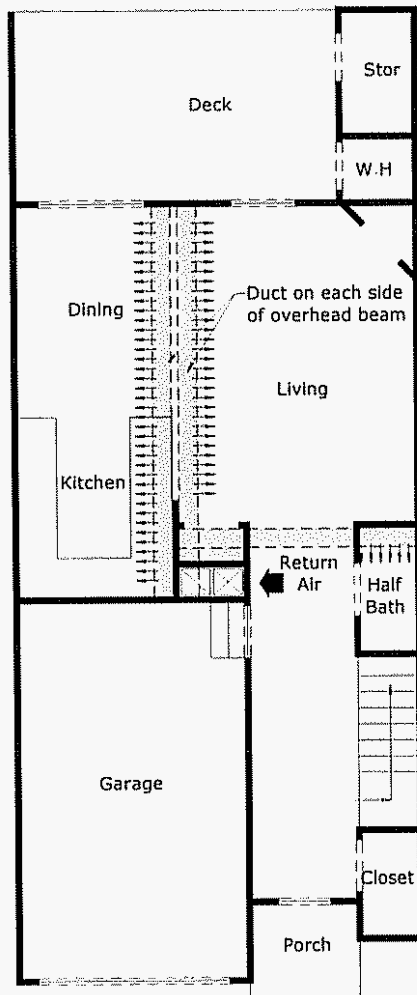 Stor
Deck
W.H
Duct on each side
of overhead beam
Dining
Living
Kitchen
Return
Air
Half
Bath
Garage
Closet
Porch